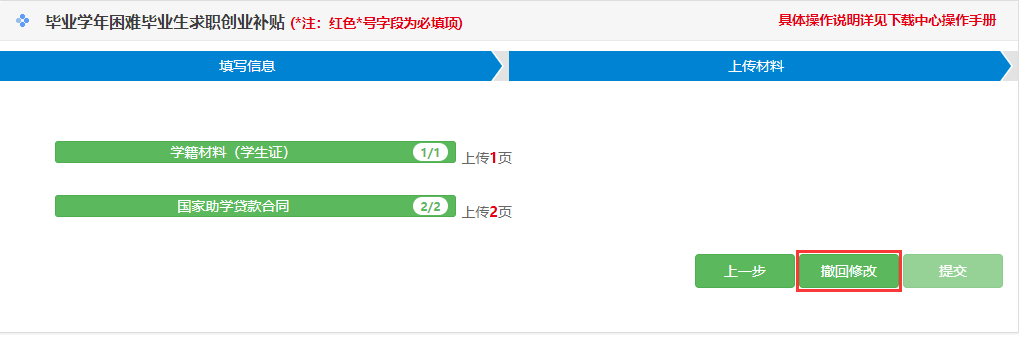 毕业学年困难毕业生求职创业补贴 (*注：红色*号字段为必填项) 具体操作说明详见下载中心操作手册
填写信息 上传材料
学籍材料（学生证） 1/1 上传1页
国家助学贷款合同 2/2 上传2页
上一步 撤回修改 提交